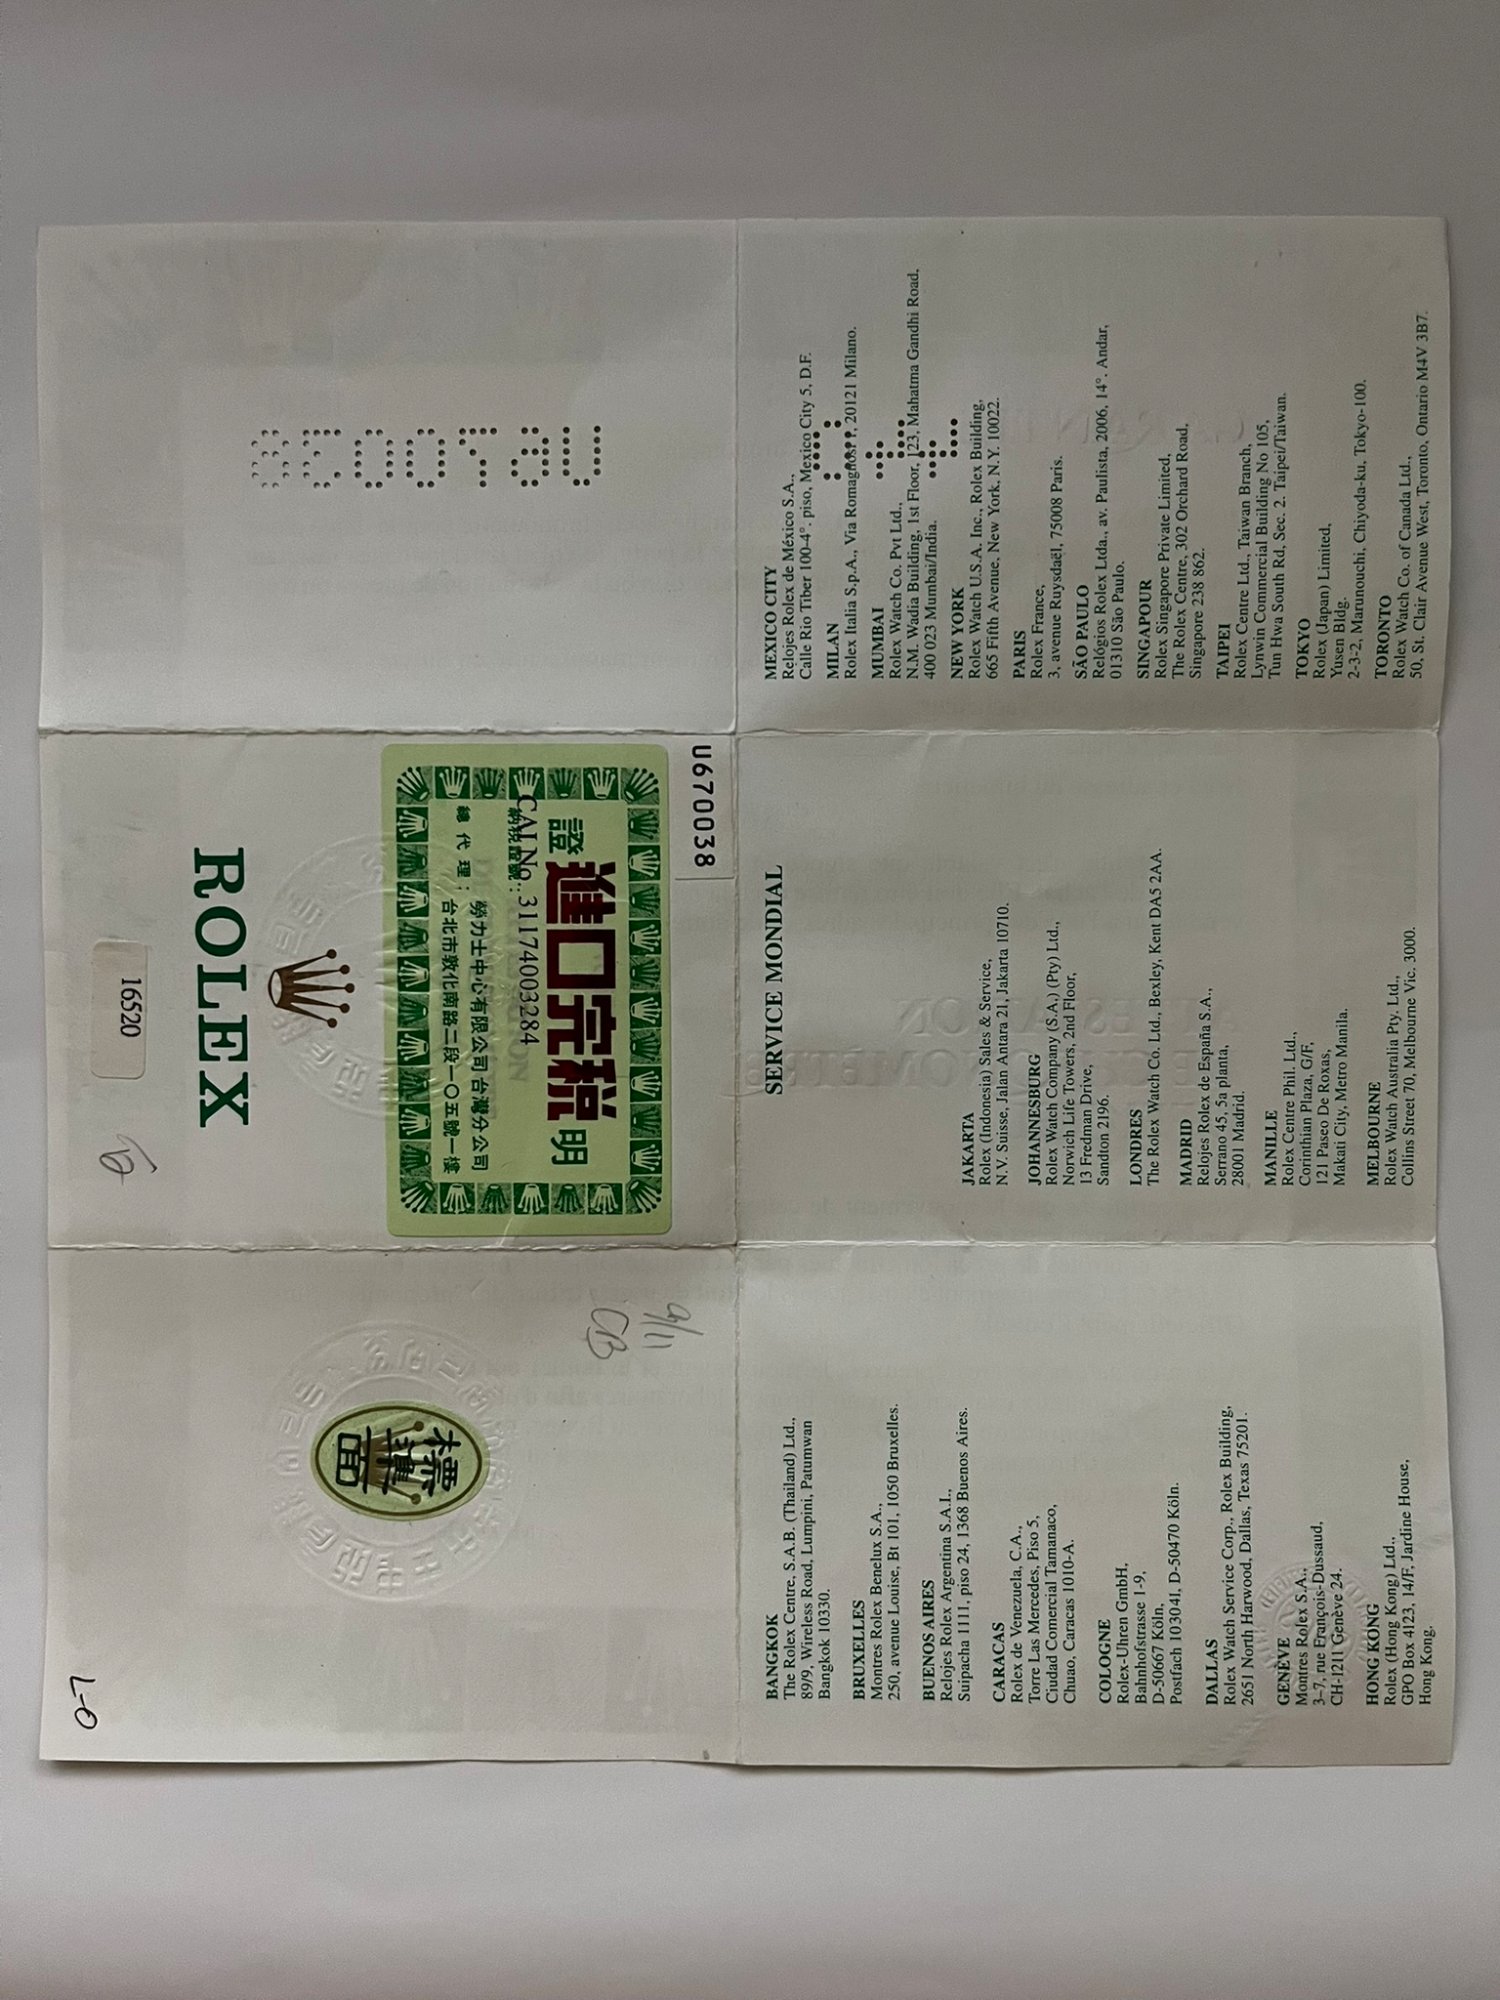 16520
ROLEX
進口完稅證明
納稅證號:
CAI No. 31174003284
總代理: 勞力士中心有限公司台灣分公司
台北市敦化南路二段一〇五號一樓
U670038
U670038
標準面
O-7
9/11
CB
SERVICE MONDIAL
BANGKOK
The Rolex Centre, S.A.B. (Thailand) Ltd.,
89/9, Wireless Road, Lumpini, Patumwan
Bangkok 10330.
BRUXELLES
Montres Rolex Benelux S.A.,
250, avenue Louise, Bt 101, 1050 Bruxelles.
BUENOS AIRES
Relojes Rolex Argentina S.A.I.,
Suipacha 1111, piso 24, 1368 Buenos Aires.
CARACAS
Rolex de Venezuela, C.A.,
Torre Las Mercedes, Piso 5,
Ciudad Comercial Tamanaco,
Chuao, Caracas 1010-A.
COLOGNE
Rolex-Uhren GmbH,
Bahnhofstrasse 1-9,
D-50667 Köln,
Postfach 103041, D-50470 Köln.
DALLAS
Rolex Watch Service Corp., Rolex Building,
2651 North Harwood, Dallas, Texas 75201.
GENÈVE
Montres Rolex S.A.,
3–7, rue François-Dussaud,
CH-1211 Genève 24.
HONG KONG
Rolex (Hong Kong) Ltd.,
GPO Box 4123, 14/F, Jardine House,
Hong Kong.
JAKARTA
Rolex (Indonesia) Sales & Service,
N.V. Suisse, Jalan Antara 21, Jakarta 10710.
JOHANNESBURG
Rolex Watch Company (S.A.) (Pty) Ltd.,
Norwich Life Towers, 2nd Floor,
13 Fredman Drive,
Sandton 2196.
LONDRES
The Rolex Watch Co. Ltd., Bexley, Kent DA5 2AA.
MADRID
Relojes Rolex de España S.A.,
Serrano 45, 5a planta,
28001 Madrid.
MANILLE
Rolex Centre Phil. Ltd.,
Corinthian Plaza, G/F,
121 Paseo De Roxas,
Makati City, Metro Manila.
MELBOURNE
Rolex Watch Australia Pty. Ltd.,
Collins Street 70, Melbourne Vic. 3000.
MEXICO CITY
Relojes Rolex de México S.A.,
Calle Rio Tiber 100-4°. piso, Mexico City 5, D.F.
MILAN
Rolex Italia S.p.A., Via Romagnosi 1, 20121 Milano.
MUMBAI
Rolex Watch Co. Pvt Ltd.,
N.M. Wadia Building, 1st Floor, 123, Mahatma Gandhi Road,
400 023 Mumbai/India.
NEW YORK
Rolex Watch U.S.A. Inc., Rolex Building,
665 Fifth Avenue, New York, N.Y. 10022.
PARIS
Rolex France,
3, avenue Ruysdaël, 75008 Paris.
SÃO PAULO
Relógios Rolex Ltda., av. Paulista, 2006, 14°. Andar,
01310 São Paulo.
SINGAPOUR
Rolex Singapore Private Limited,
The Rolex Centre, 302 Orchard Road,
Singapore 238 862.
TAIPEI
Rolex Centre Ltd., Taiwan Branch,
Lynwin Commercial Building No 105,
Tun Hwa South Rd, Sec. 2. Taipei/Taiwan.
TOKYO
Rolex (Japan) Limited,
Yusen Bldg.
2-3-2, Marunouchi, Chiyoda-ku, Tokyo-100.
TORONTO
Rolex Watch Co. of Canada Ltd.,
50, St. Clair Avenue West, Toronto, Ontario M4V 3B7.